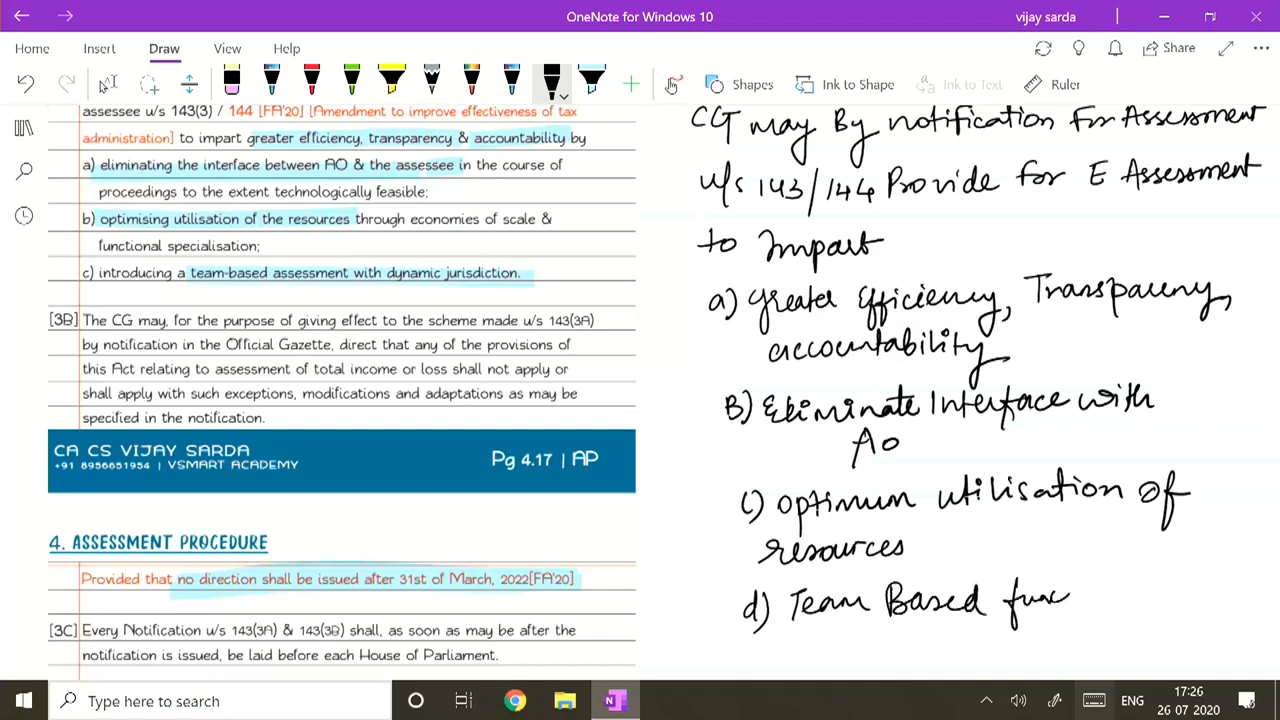 OneNote for Windows 10
vijay sarda
Home Insert Draw View Help
Share
Shapes Ink to Shape Ink to Text Ruler
assessee u/s 143(3) / 144 [FA'20] [Amendment to improve effectiveness of tax
administration] to impart greater efficiency, transparency & accountability by
a) eliminating the interface between AO & the assessee in the course of
proceedings to the extent technologically feasible;
b) optimising utilisation of the resources through economies of scale &
functional specialisation;
c) introducing a team-based assessment with dynamic jurisdiction.
[3B] The CG may, for the purpose of giving effect to the scheme made u/s 143(3A)
by notification in the Official Gazette, direct that any of the provisions of
this Act relating to assessment of total income or loss shall not apply or
shall apply with such exceptions, modifications and adaptations as may be
specified in the notification.
CA CS VIJAY SARDA
+91 8956651954 | VSMART ACADEMY
Pg 4.17 | AP
4. ASSESSMENT PROCEDURE
Provided that no direction shall be issued after 31st of March, 2022[FA'20]
[3C] Every Notification u/s 143(3A) & 143(3B) shall, as soon as may be after the
notification is issued, be laid before each House of Parliament.
CG may By notification For Assessment
u/s 143/144 Provide for E Assessment
to Impart
a) Greater Efficiency, Transparency,
accountability
B) Eliminate Interface with
AO
c) optimum utilisation of
resources
d) Team Based func
Type here to search
ENG
17:26
26-07-2020